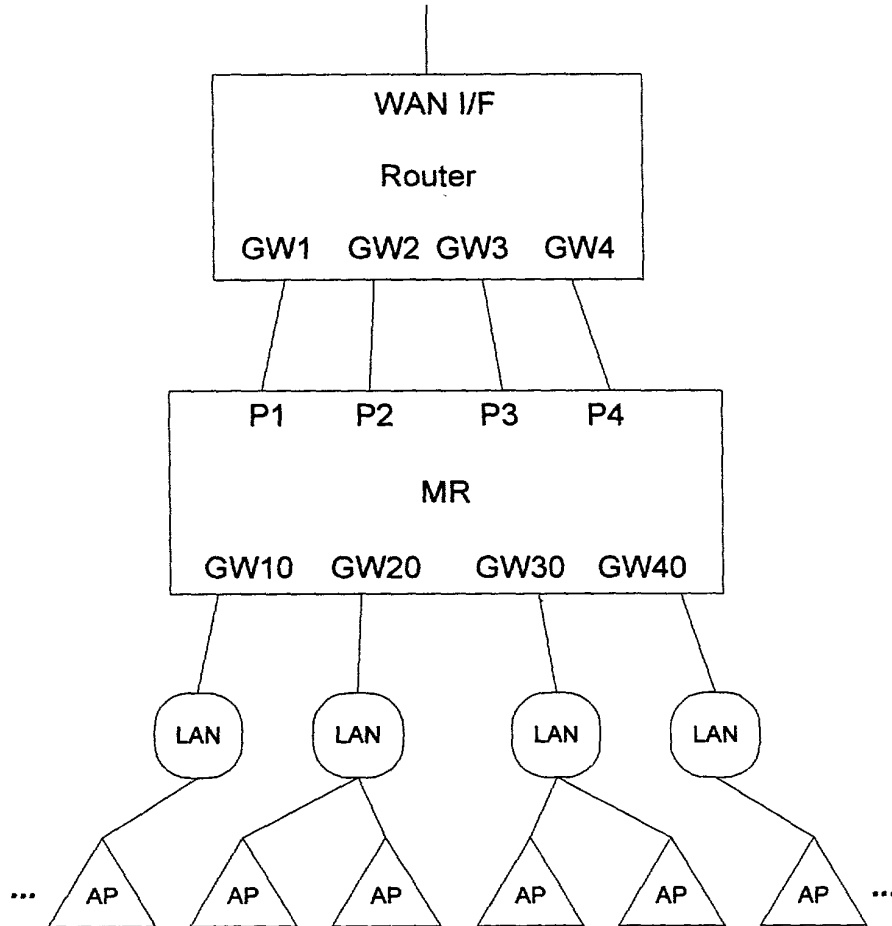 WAN I/F
Router
GW1 GW2 GW3 GW4
P1 P2 P3 P4
MR
GW10 GW20 GW30 GW40
LAN LAN LAN LAN
... AP AP AP AP AP AP ...